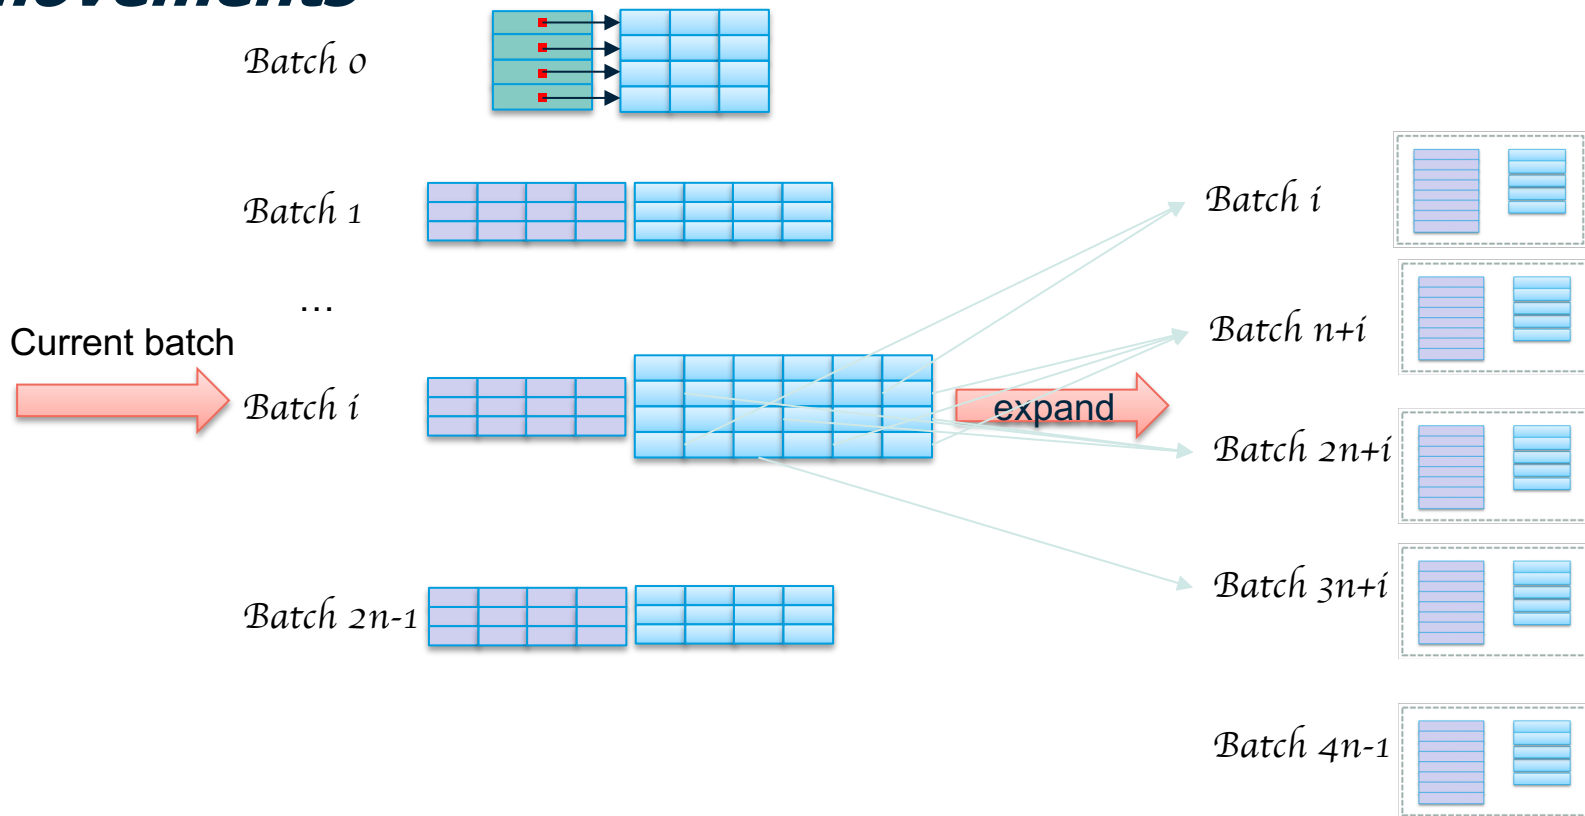 Batch 0
Batch 1
...
Current batch
Batch i
Batch 2n-1
expand
Batch i
Batch n+i
Batch 2n+i
Batch 3n+i
Batch 4n-1